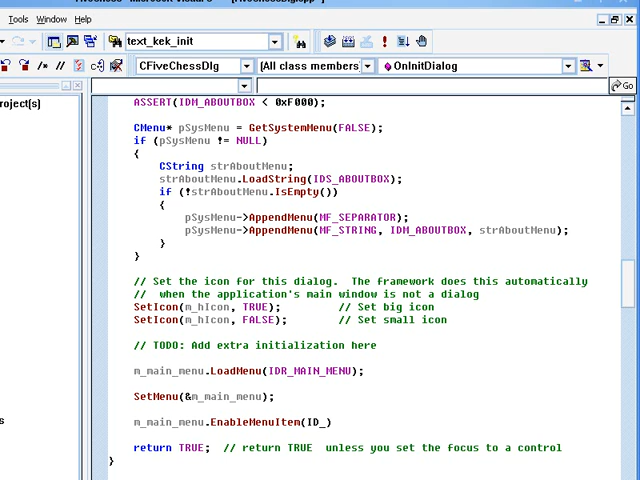 Tools Window Help
text_kek_init
CFiveChessDlg (All class members OnInitDialog
Go
roject(s)
ASSERT(IDM_ABOUTBOX < 0xF000);
CMenu* pSysMenu = GetSystemMenu(FALSE);
if (pSysMenu != NULL)
{
CString strAboutMenu;
strAboutMenu.LoadString(IDS_ABOUTBOX);
if (!strAboutMenu.IsEmpty())
{
pSysMenu->AppendMenu(MF_SEPARATOR);
pSysMenu->AppendMenu(MF_STRING, IDM_ABOUTBOX, strAboutMenu);
}
}
// Set the icon for this dialog.  The framework does this automatically
//  when the application's main window is not a dialog
SetIcon(m_hIcon, TRUE);         // Set big icon
SetIcon(m_hIcon, FALSE);        // Set small icon
// TODO: Add extra initialization here
m_main_menu.LoadMenu(IDR_MAIN_MENU);
SetMenu(&m_main_menu);
m_main_menu.EnableMenuItem(ID_)
return TRUE;  // return TRUE  unless you set the focus to a control
}